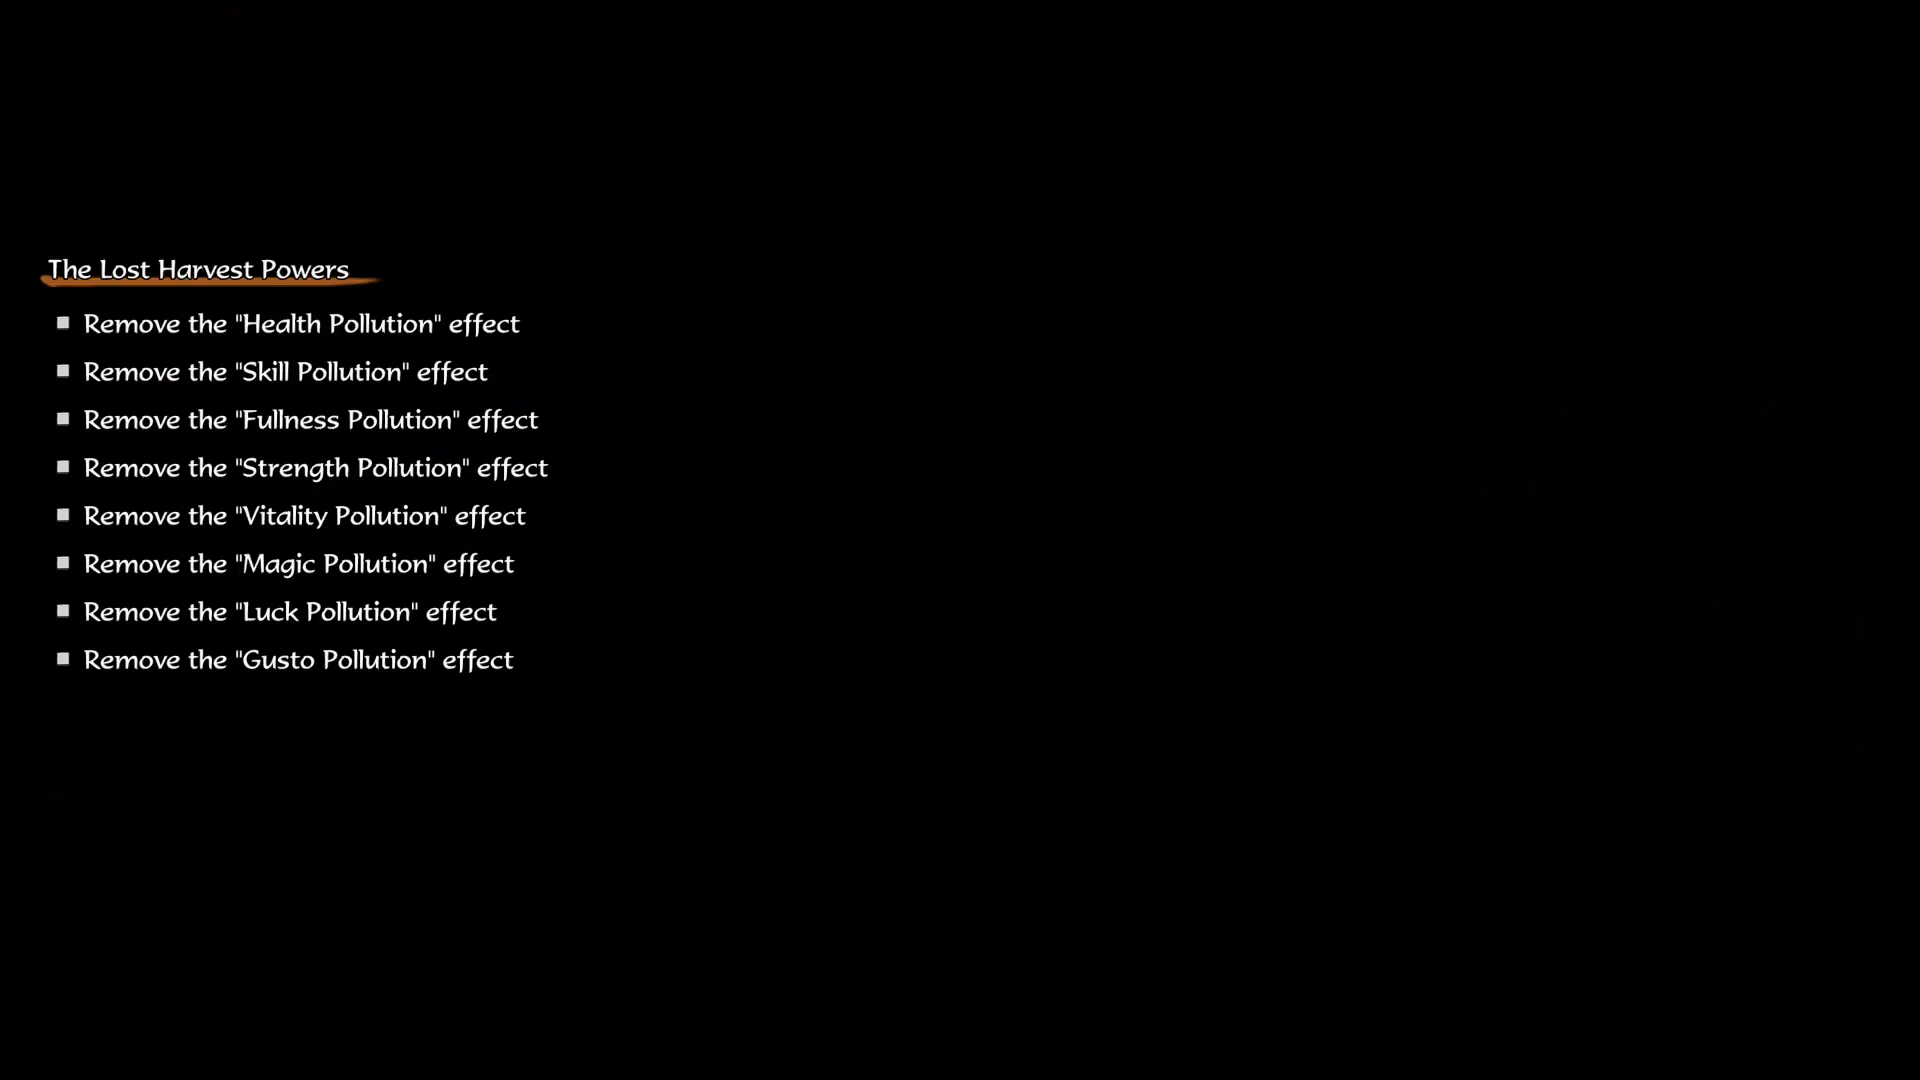 The Lost Harvest Powers
Remove the "Health Pollution" effect
Remove the "Skill Pollution" effect
Remove the "Fullness Pollution" effect
Remove the "Strength Pollution" effect
Remove the "Vitality Pollution" effect
Remove the "Magic Pollution" effect
Remove the "Luck Pollution" effect
Remove the "Gusto Pollution" effect